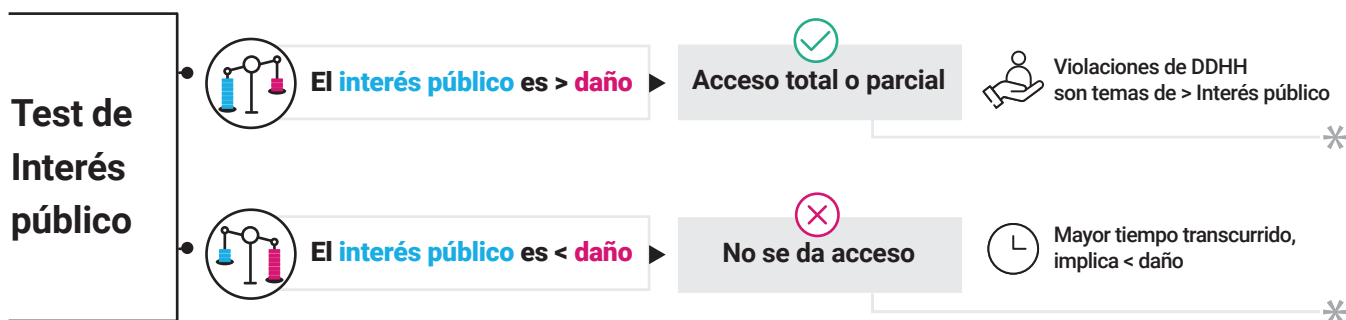 Test de
Interés
público
El interés público es > daño
Acceso total o parcial
Violaciones de DDHH
son temas de > Interés público
El interés público es < daño
No se da acceso
Mayor tiempo transcurrido,
implica < daño